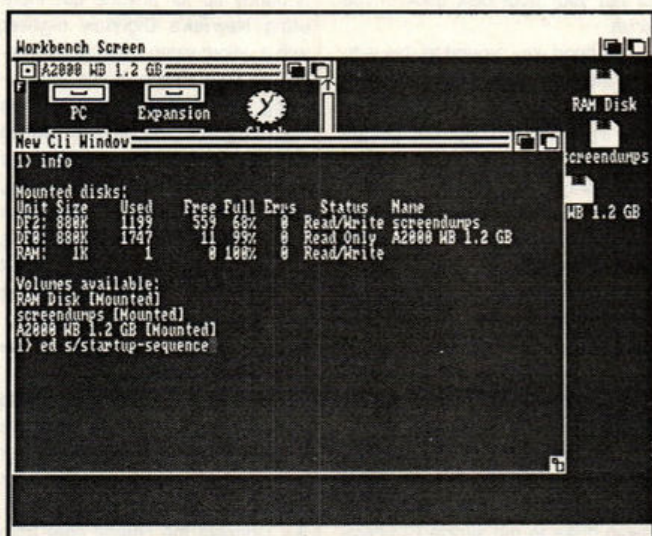 Workbench Screen
A2000 WB 1.2 GB
PC Expansion Clock
RAM Disk
screendumps
WB 1.2 GB
New Cli Window
1> info
Mounted disks:
Unit Size Used Free Full Errs Status Name
DF2: 880K 1199 559 68% 0 Read/Write screendumps
DF0: 880K 1747 11 99% 0 Read Only A2000 WB 1.2 GB
RAM: 1K 1 0 100% 0 Read/Write
Volumes available:
RAM Disk [Mounted]
screendumps [Mounted]
A2000 WB 1.2 GB [Mounted]
1> ed s/startup-sequence